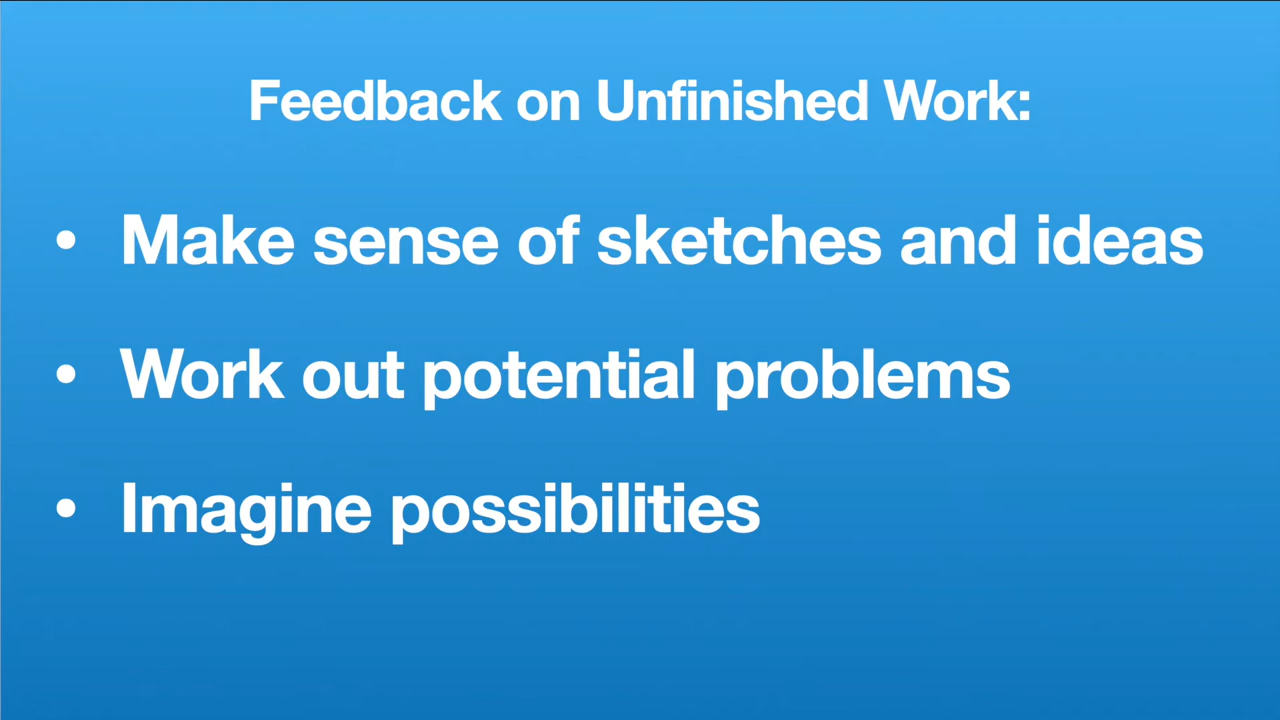 Feedback on Unfinished Work:
• Make sense of sketches and ideas
• Work out potential problems
• Imagine possibilities